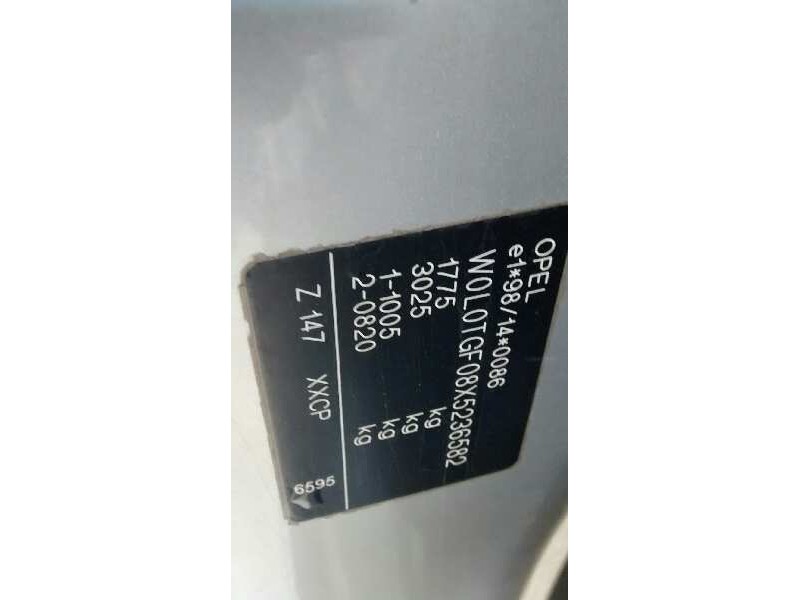 OPEL
e1*98/14*0086
W0L0TGF08X5236582
1775 kg
3025 kg
1-1005 kg
2-0820 kg
Z 147 XXCP 6595